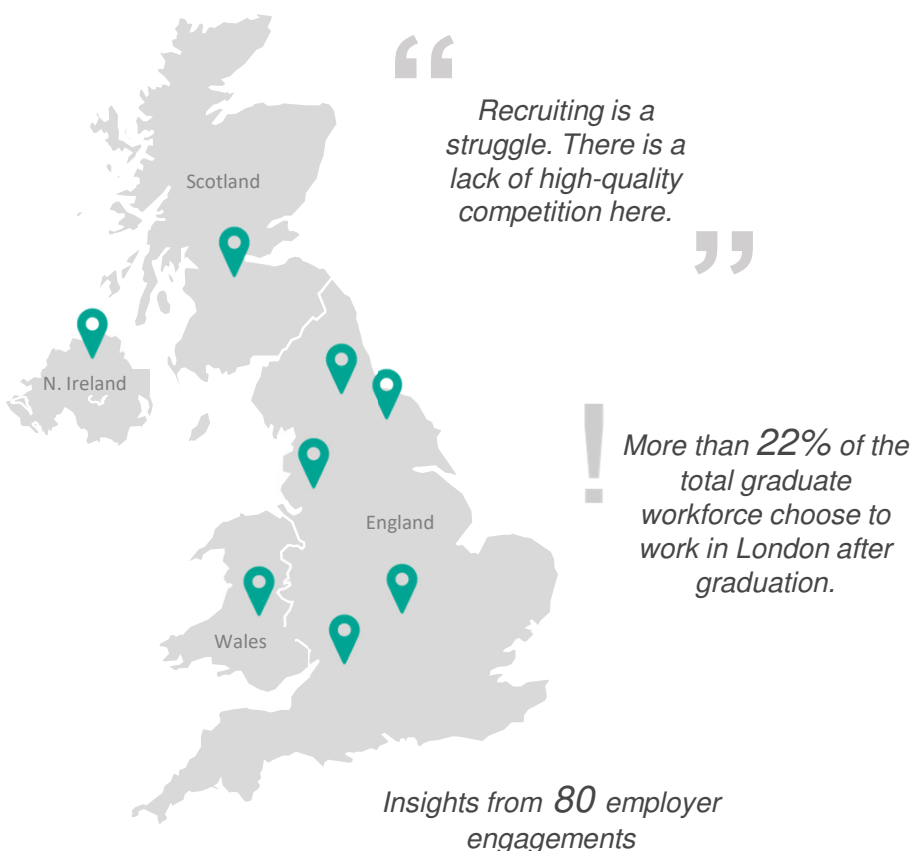 “
Recruiting is a
struggle. There is a
lack of high-quality
competition here.
”
Scotland
N. Ireland
! More than 22% of the
total graduate
workforce choose to
work in London after
graduation.
England
Wales
Insights from 80 employer
engagements